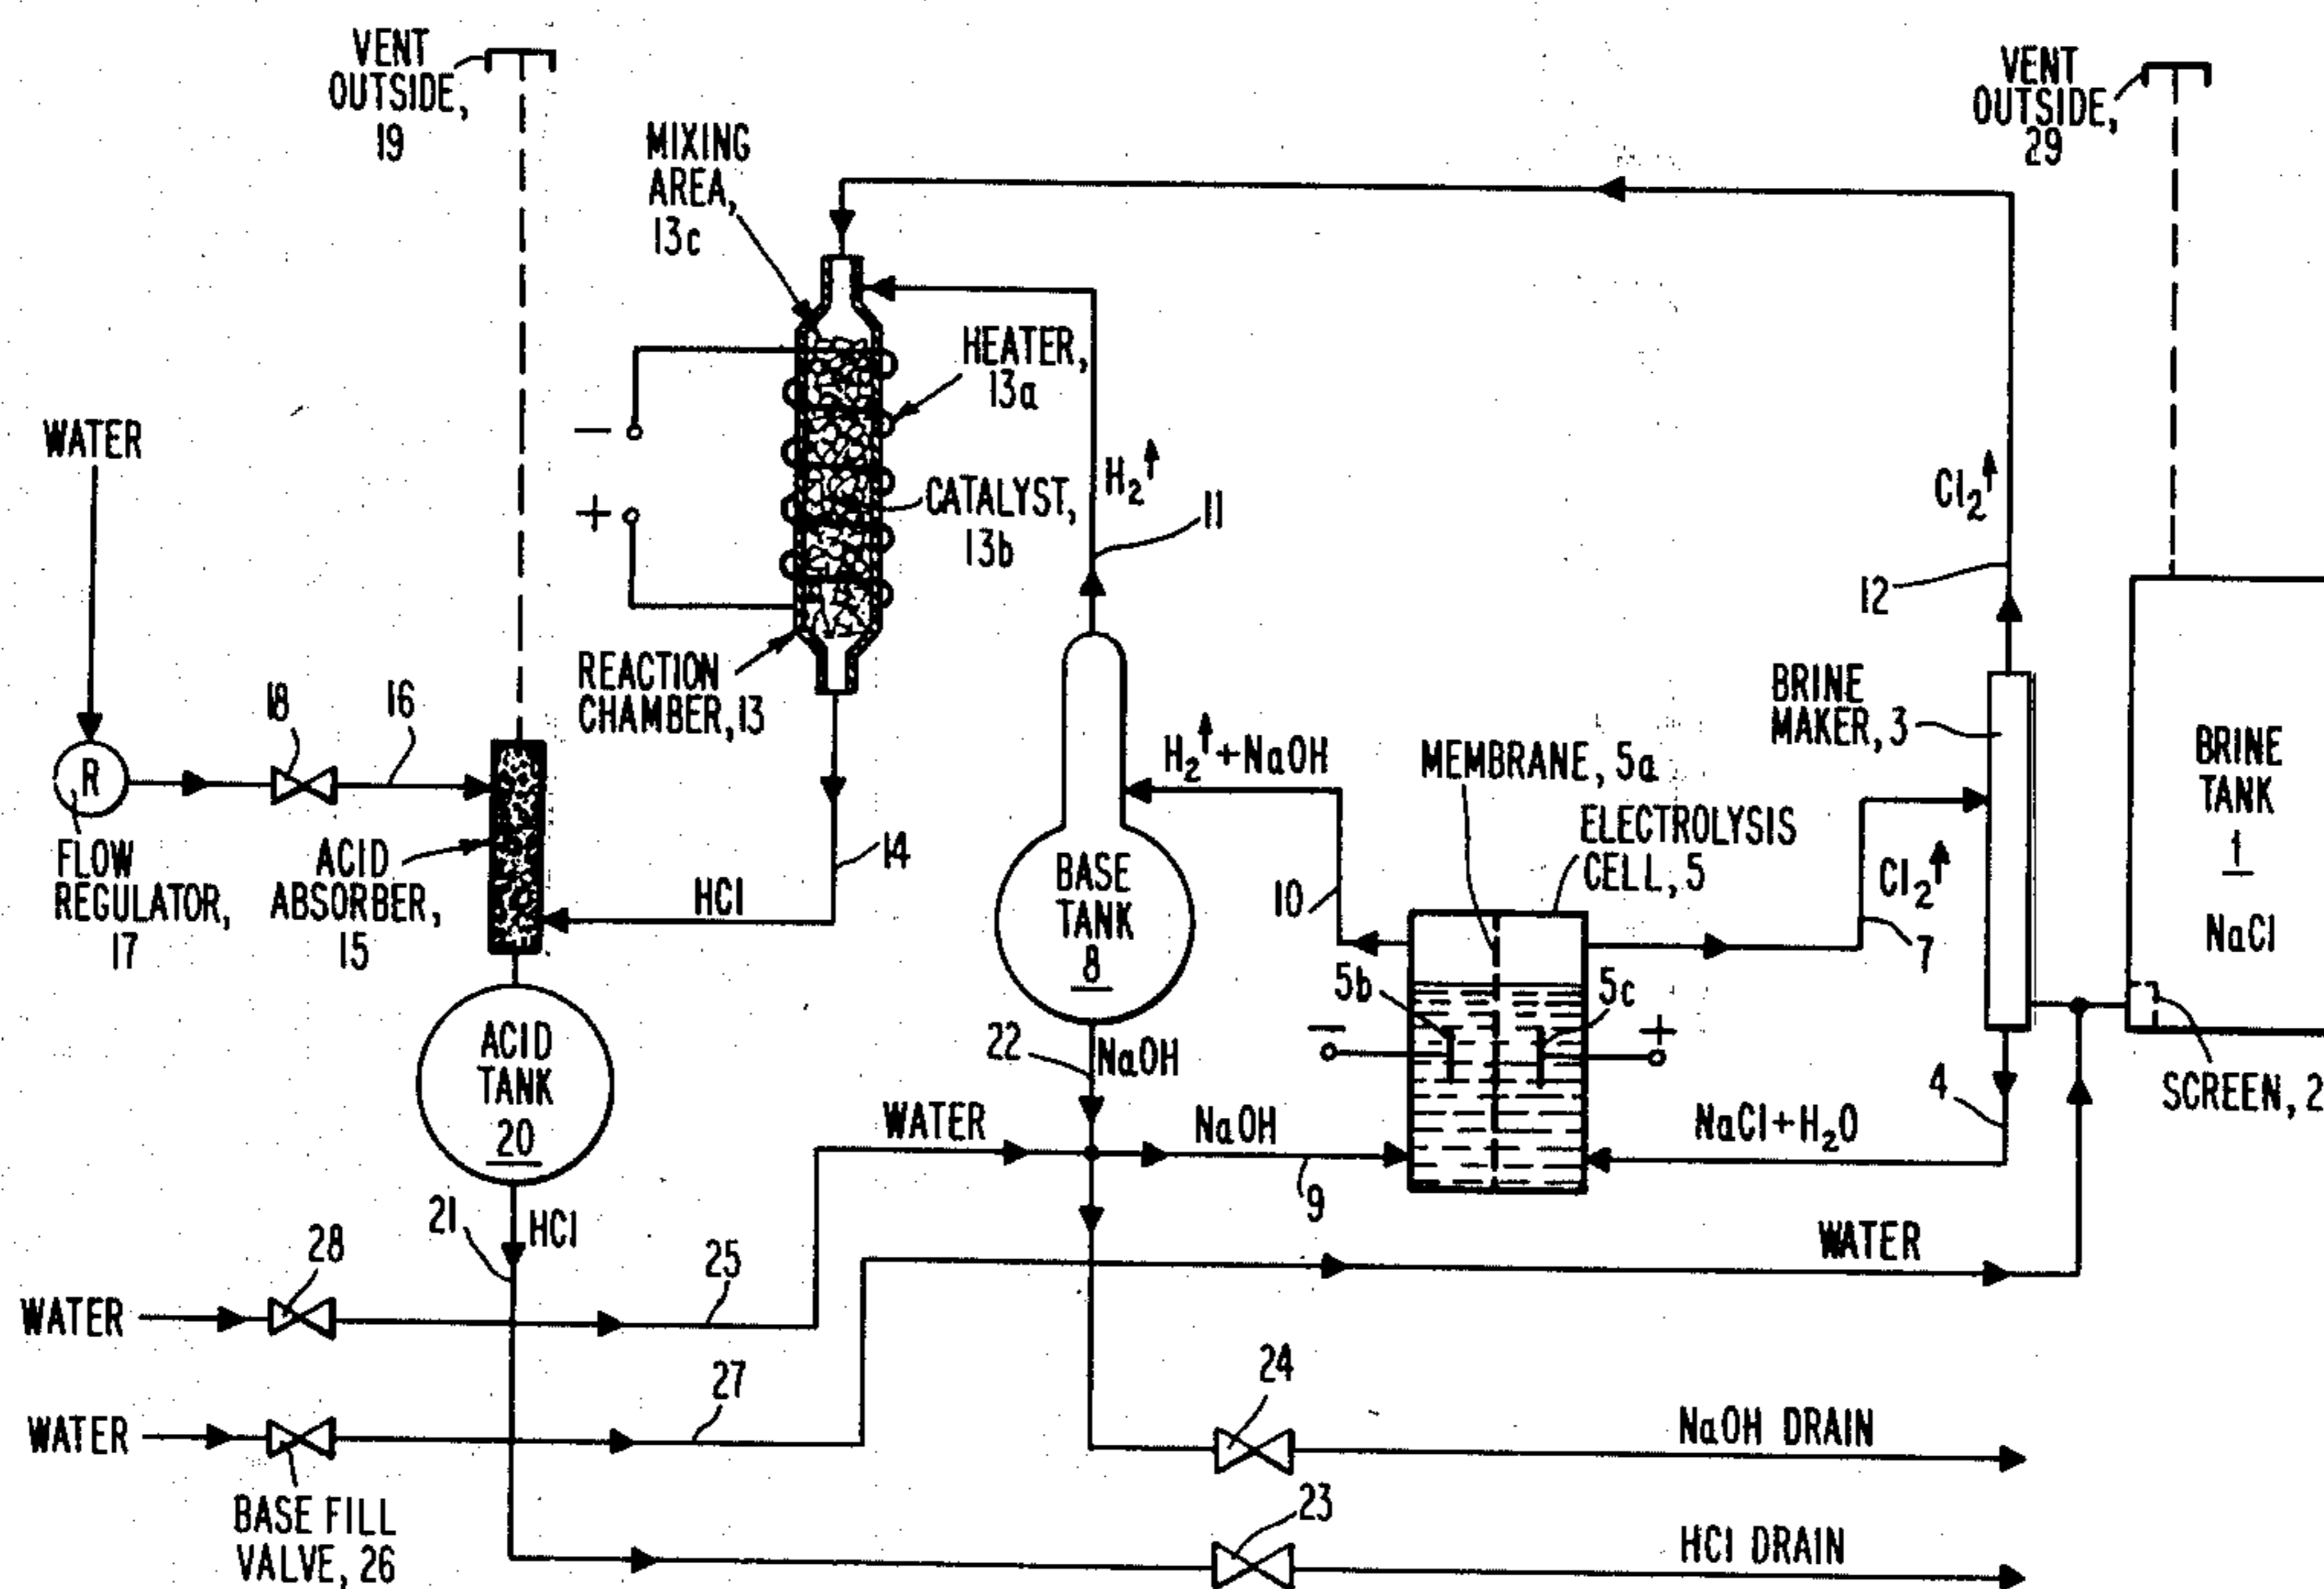 VENT
OUTSIDE,
19
VENT
OUTSIDE,
29
MIXING
AREA,
13c
HEATER,
13a
CATALYST,
13b
H2↑
11
Cl2↑
12
−
+
WATER
R
FLOW
REGULATOR,
17
18
16
ACID
ABSORBER,
15
REACTION
CHAMBER, 13
14
HCl
BASE
TANK
8
H2↑+NaOH
10
MEMBRANE, 5a
ELECTROLYSIS
CELL, 5
5b
5c
−
+
Cl2↑
7
BRINE
MAKER, 3
BRINE
TANK
1
NaCl
SCREEN, 2
4
NaCl+H2O
ACID
TANK
20
22
NaOH
WATER
NaOH
9
WATER
21
HCl
WATER
28
25
WATER
27
BASE FILL
VALVE, 26
24
NaOH DRAIN
23
HCl DRAIN